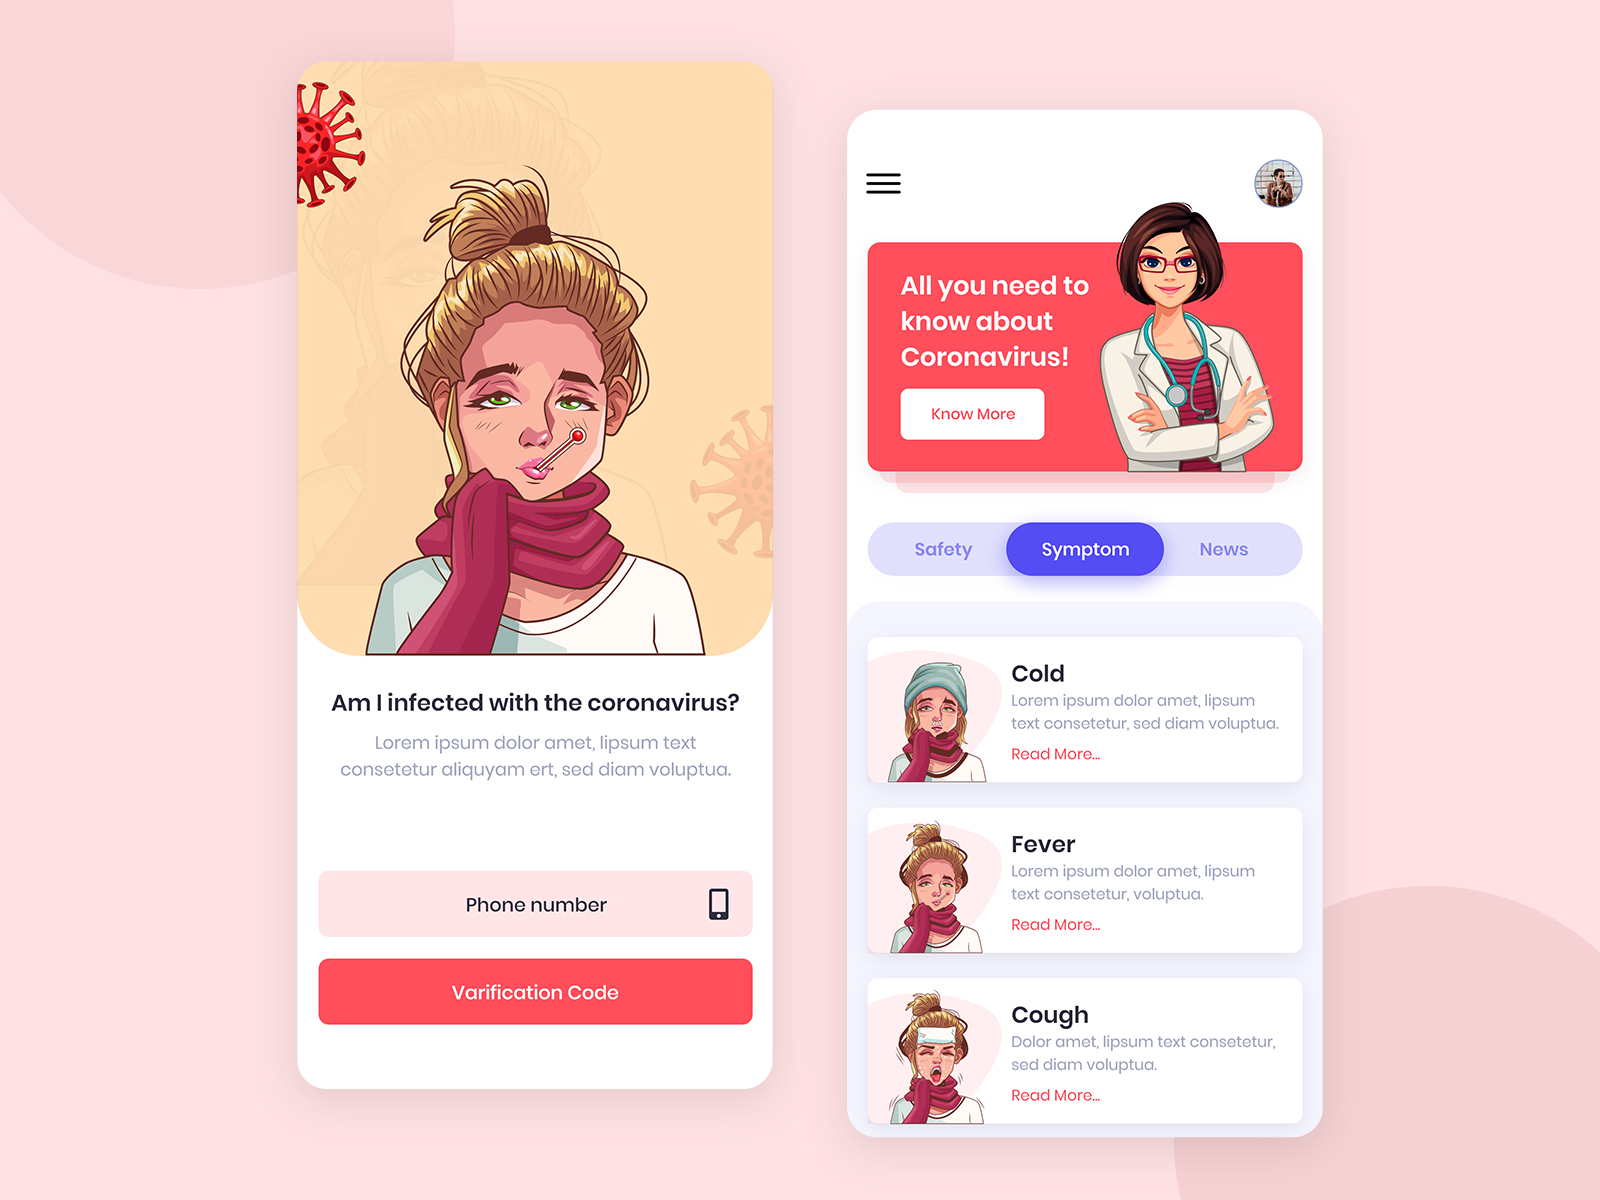 Am I infected with the coronavirus?
Lorem ipsum dolor amet, lipsum text
consetetur aliquyam ert, sed diam voluptua.
Phone number
Varification Code
All you need to
know about
Coronavirus!
Know More
Safety
Symptom
News
Cold
Lorem ipsum dolor amet, lipsum
text consetetur, sed diam voluptua.
Read More...
Fever
Lorem ipsum dolor amet, lipsum
text consetetur, voluptua.
Read More...
Cough
Dolor amet, lipsum text consetetur,
sed diam voluptua.
Read More...